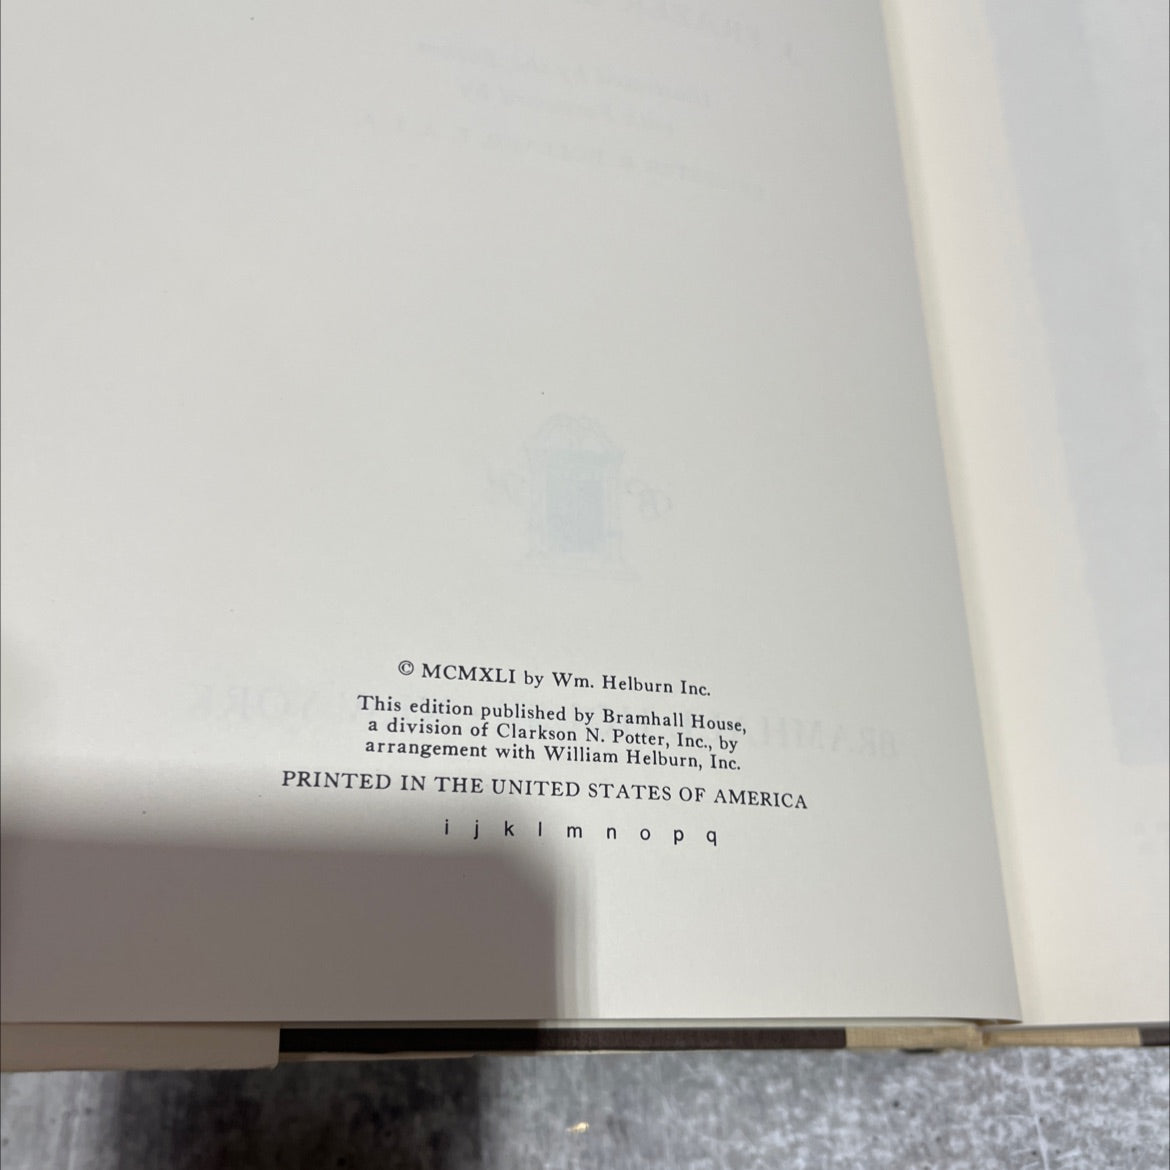 © MCMXLI by Wm. Helburn Inc.
This edition published by Bramhall House,
a division of Clarkson N. Potter, Inc., by
arrangement with William Helburn, Inc.
PRINTED IN THE UNITED STATES OF AMERICA
i j k l m n o p q